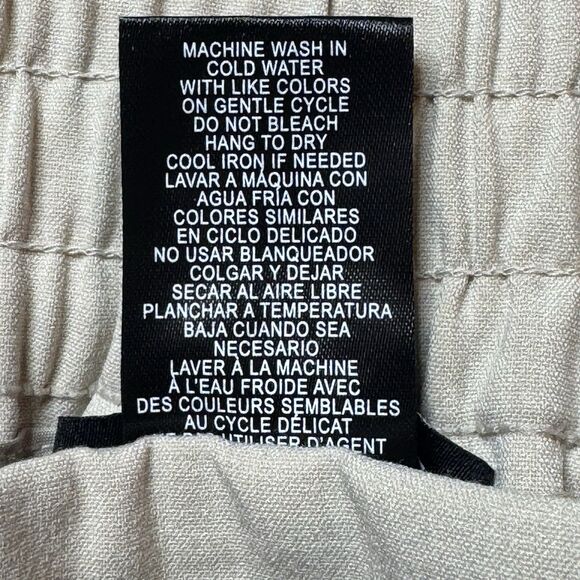 MACHINE WASH IN
COLD WATER
WITH LIKE COLORS
ON GENTLE CYCLE
DO NOT BLEACH
HANG TO DRY
COOL IRON IF NEEDED
LAVAR A MÁQUINA CON
AGUA FRÍA CON
COLORES SIMILARES
EN CICLO DELICADO
NO USAR BLANQUEADOR
COLGAR Y DEJAR
SECAR AL AIRE LIBRE
PLANCHAR A TEMPERATURA
BAJA CUANDO SEA
NECESARIO
LAVER À LA MACHINE
À L'EAU FROIDE AVEC
DES COULEURS SEMBLABLES
AU CYCLE DÉLICAT
D'AGENT